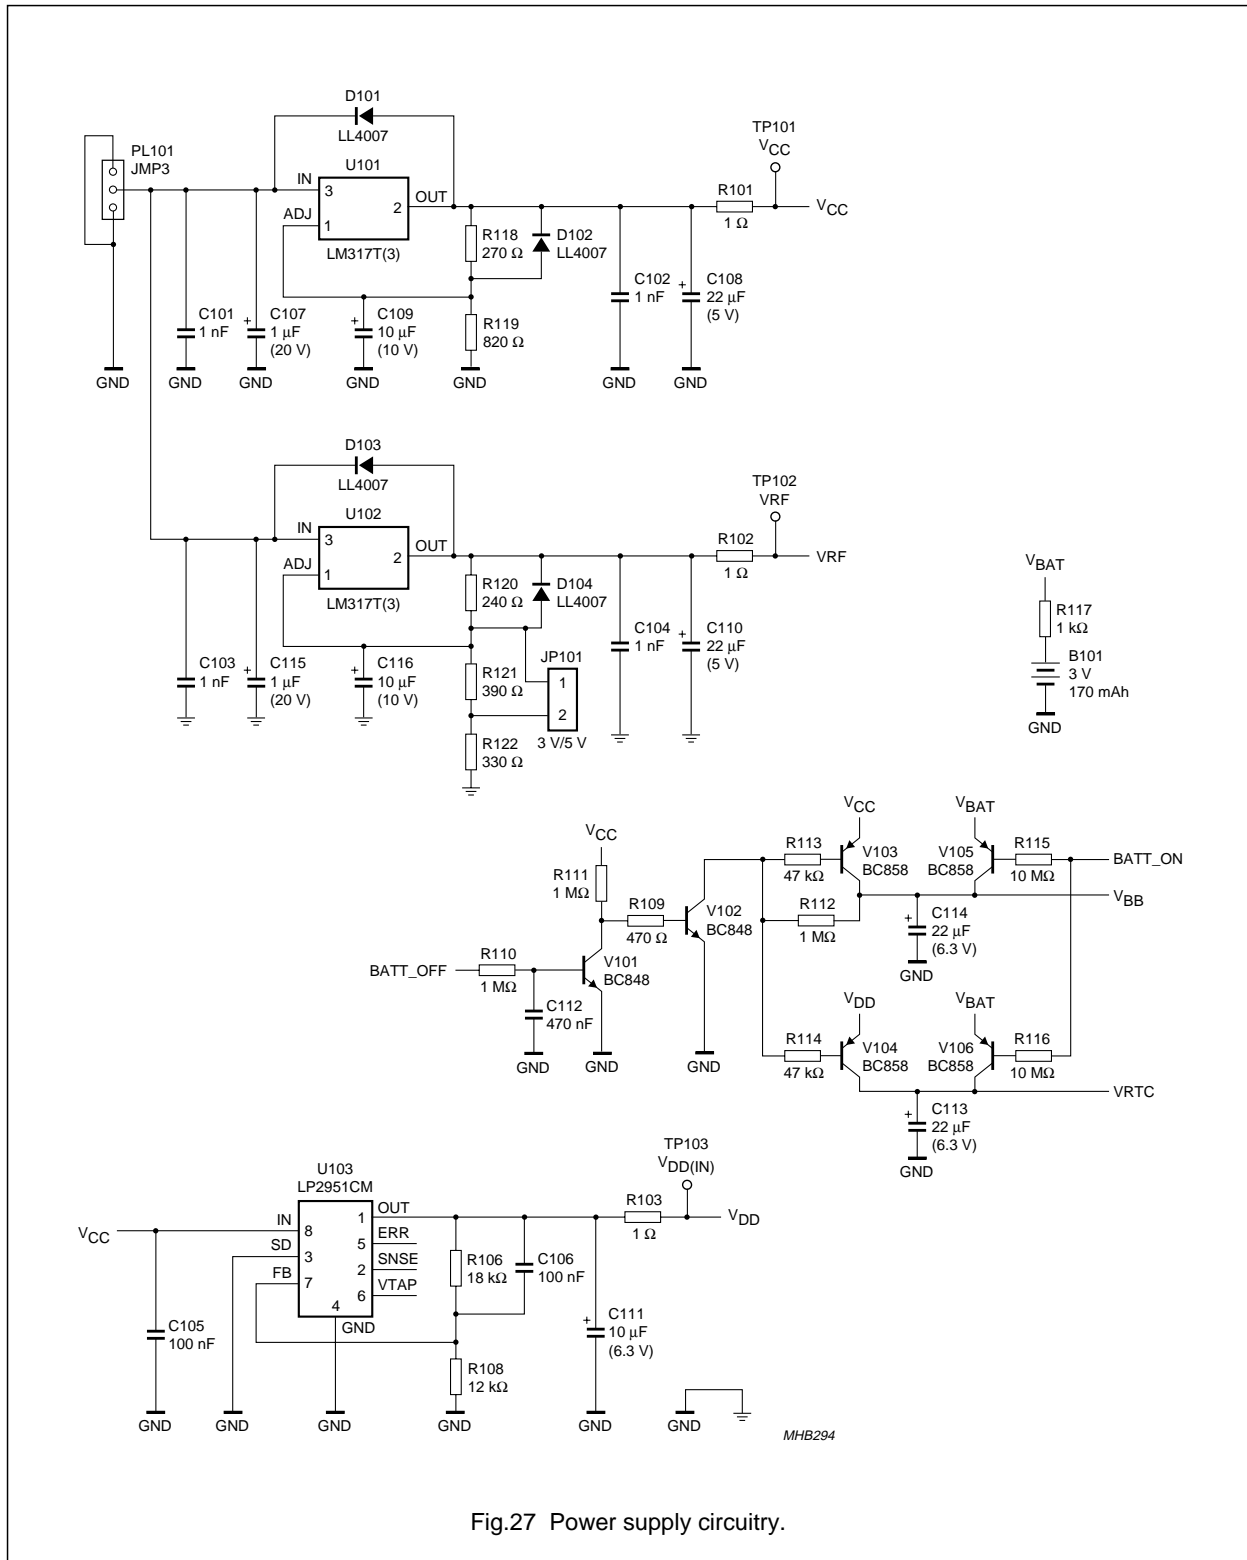 D101
LL4007
PL101
JMP3
U101
IN
3
OUT
2
ADJ
1
LM317T(3)
TP101
VCC
R101
1 Ω
VCC
R118
270 Ω
D102
LL4007
C101
1 nF
C107
1 µF
(20 V)
+
C109
10 µF
(10 V)
+
R119
820 Ω
C102
1 nF
C108
22 µF
(5 V)
+
GND
GND
GND
GND
GND
GND
GND
D103
LL4007
U102
IN
3
OUT
2
ADJ
1
LM317T(3)
TP102
VRF
R102
1 Ω
VRF
R120
240 Ω
D104
LL4007
C103
1 nF
C115
1 µF
(20 V)
+
C116
10 µF
(10 V)
+
R121
390 Ω
JP101
1
2
3 V/5 V
R122
330 Ω
C104
1 nF
C110
22 µF
(5 V)
+
VBAT
R117
1 kΩ
B101
3 V
170 mAh
GND
VCC
R111
1 MΩ
R109
470 Ω
V102
BC848
BATT_OFF
R110
1 MΩ
V101
BC848
C112
470 nF
GND
GND
GND
VCC
VBAT
R113
47 kΩ
V103
BC858
V105
BC858
R115
10 MΩ
BATT_ON
VBB
R112
1 MΩ
C114
22 µF
(6.3 V)
+
GND
VDD
VBAT
R114
47 kΩ
V104
BC858
V106
BC858
R116
10 MΩ
VRTC
C113
22 µF
(6.3 V)
+
GND
U103
LP2951CM
VCC
IN
8
SD
3
FB
7
4
GND
1
OUT
5
ERR
2
SNSE
6
VTAP
TP103
VDD(IN)
R103
1 Ω
VDD
R106
18 kΩ
C106
100 nF
C105
100 nF
C111
10 µF
(6.3 V)
+
R108
12 kΩ
GND
GND
GND
GND
GND
GND
MHB294
Fig.27 Power supply circuitry.